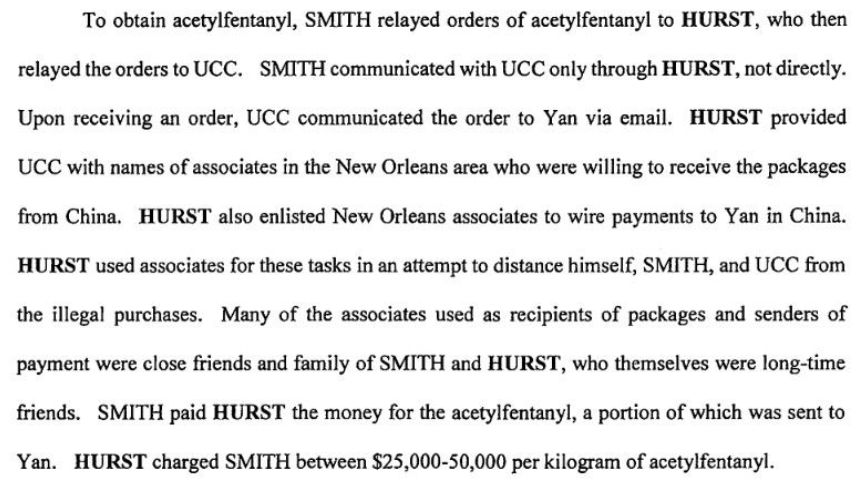 To obtain acetylfentanyl, SMITH relayed orders of acetylfentanyl to HURST, who then
relayed the orders to UCC. SMITH communicated with UCC only through HURST, not directly.
Upon receiving an order, UCC communicated the order to Yan via email. HURST provided
UCC with names of associates in the New Orleans area who were willing to receive the packages
from China. HURST also enlisted New Orleans associates to wire payments to Yan in China.
HURST used associates for these tasks in an attempt to distance himself, SMITH, and UCC from
the illegal purchases. Many of the associates used as recipients of packages and senders of
payment were close friends and family of SMITH and HURST, who themselves were long-time
friends. SMITH paid HURST the money for the acetylfentanyl, a portion of which was sent to
Yan. HURST charged SMITH between $25,000-50,000 per kilogram of acetylfentanyl.